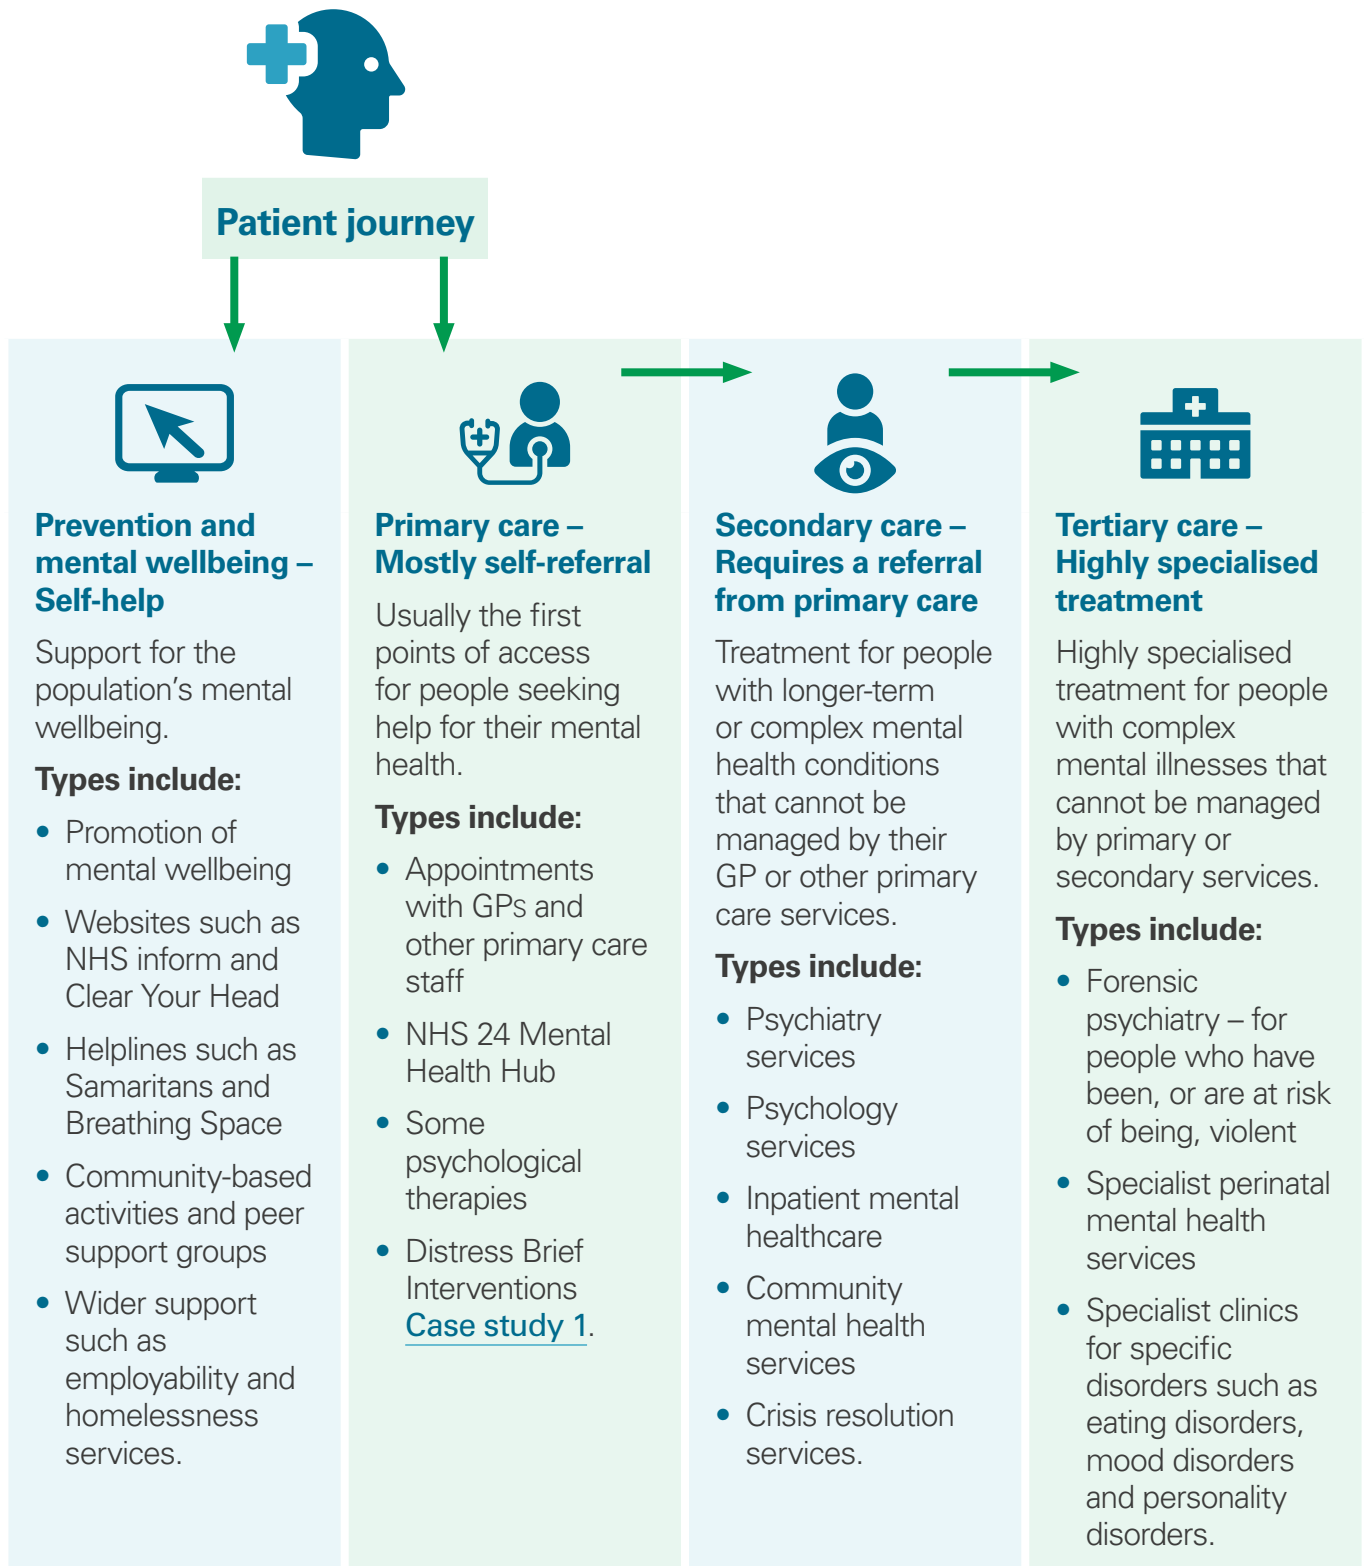 Patient journey
Prevention and
mental wellbeing –
Self-help
Support for the
population's mental
wellbeing.
Types include:
• Promotion of
mental wellbeing
• Websites such as
NHS inform and
Clear Your Head
• Helplines such as
Samaritans and
Breathing Space
• Community-based
activities and peer
support groups
• Wider support
such as
employability and
homelessness
services.
Primary care –
Mostly self-referral
Usually the first
points of access
for people seeking
help for their mental
health.
Types include:
• Appointments
with GPs and
other primary care
staff
• NHS 24 Mental
Health Hub
• Some
psychological
therapies
• Distress Brief
Interventions
Case study 1.
Secondary care –
Requires a referral
from primary care
Treatment for people
with longer-term
or complex mental
health conditions
that cannot be
managed by their
GP or other primary
care services.
Types include:
• Psychiatry
services
• Psychology
services
• Inpatient mental
healthcare
• Community
mental health
services
• Crisis resolution
services.
Tertiary care –
Highly specialised
treatment
Highly specialised
treatment for people
with complex
mental illnesses that
cannot be managed
by primary or
secondary services.
Types include:
• Forensic
psychiatry – for
people who have
been, or are at risk
of being, violent
• Specialist perinatal
mental health
services
• Specialist clinics
for specific
disorders such as
eating disorders,
mood disorders
and personality
disorders.